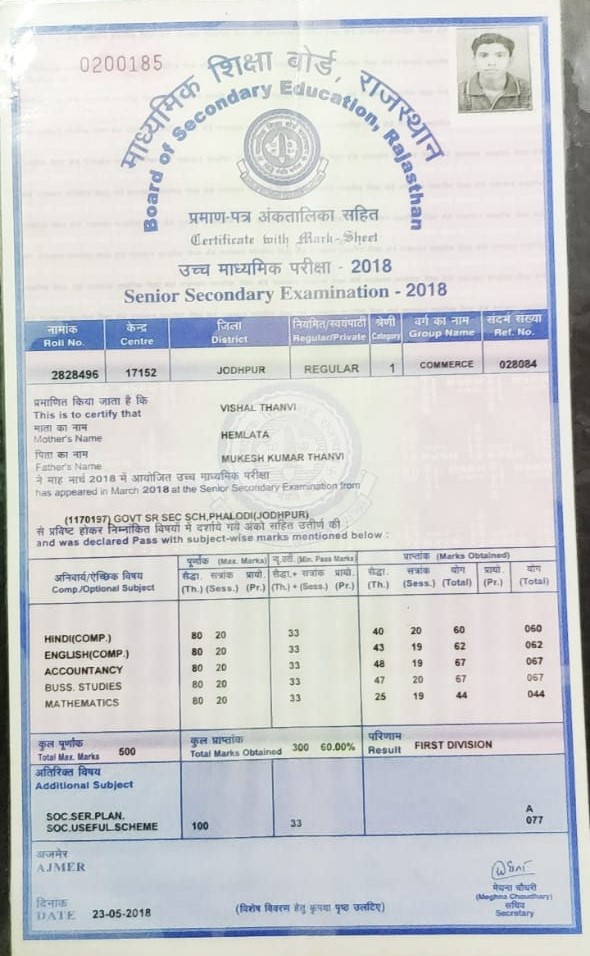 0200185
माध्यमिक शिक्षा बोर्ड, राजस्थान
Board of Secondary Education, Rajasthan
प्रमाण-पत्र अंकतालिका सहित
Certificate with Mark-Sheet
उच्च माध्यमिक परीक्षा - 2018
Senior Secondary Examination - 2018
नामांक केन्द्र जिला नियमित/स्वयंपाठी श्रेणी वर्ग का नाम संदर्भ संख्या
Roll No. Centre District Regular/Private Category Group Name Ref. No.
2828496 17152 JODHPUR REGULAR 1 COMMERCE 028084
प्रमाणित किया जाता है कि
This is to certify that VISHAL THANVI
माता का नाम
Mother's Name HEMLATA
पिता का नाम
Father's Name MUKESH KUMAR THANVI
ने माह मार्च 2018 में आयोजित उच्च माध्यमिक परीक्षा
has appeared in March 2018 at the Senior Secondary Examination from
(1170197) GOVT SR SEC SCH,PHALODI(JODHPUR)
से प्रविष्ट होकर निम्नांकित विषयों में दर्शाये गये अंको सहित उत्तीर्ण की :
and was declared Pass with subject-wise marks mentioned below :
पूर्णांक (Max. Marks) न्यू.उत्ती. (Min. Pass Marks) प्राप्तांक (Marks Obtained)
अनिवार्य/ऐच्छिक विषय सैद्धा. सत्रांक प्रायो. सैद्धा.+ सत्रांक प्रायो. सैद्धा. सत्रांक योग प्रायो. योग
Comp./Optional Subject (Th.) (Sess.) (Pr.) (Th.) + (Sess.) (Pr.) (Th.) (Sess.) (Total) (Pr.) (Total)
HINDI(COMP.) 80 20 33 40 20 60 060
ENGLISH(COMP.) 80 20 33 43 19 62 062
ACCOUNTANCY 80 20 33 48 19 67 067
BUSS. STUDIES 80 20 33 47 20 67 067
MATHEMATICS 80 20 33 25 19 44 044
कुल पूर्णांक कुल प्राप्तांक परिणाम
Total Max. Marks 500 Total Marks Obtained 300 60.00% Result FIRST DIVISION
अतिरिक्त विषय
Additional Subject
SOC.SER.PLAN. A
SOC.USEFUL.SCHEME 100 33 077
अजमेर
AJMER
मेघना चौधरी
(Meghna Choudhary)
सचिव
Secretary
दिनांक
DATE 23-05-2018
(विशेष विवरण हेतु कृपया पृष्ठ उलटिए)